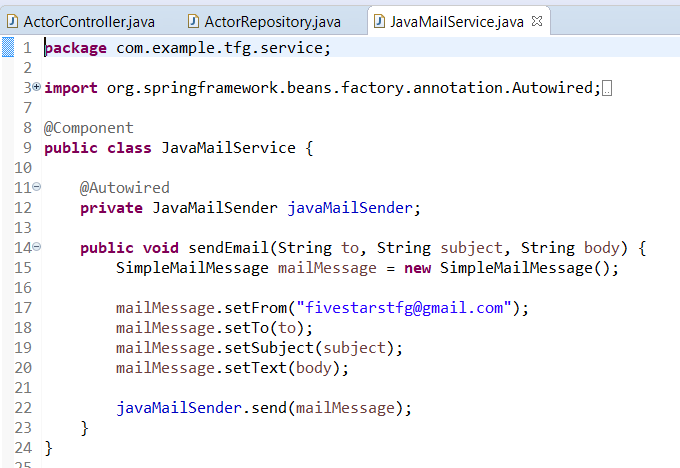 ActorController.java ActorRepository.java JavaMailService.java
1 package com.example.tfg.service;
2
3 import org.springframework.beans.factory.annotation.Autowired;
7
8 @Component
9 public class JavaMailService {
10
11 @Autowired
12 private JavaMailSender javaMailSender;
13
14 public void sendEmail(String to, String subject, String body) {
15 SimpleMailMessage mailMessage = new SimpleMailMessage();
16
17 mailMessage.setFrom("fivestarstfg@gmail.com");
18 mailMessage.setTo(to);
19 mailMessage.setSubject(subject);
20 mailMessage.setText(body);
21
22 javaMailSender.send(mailMessage);
23 }
24 }
25